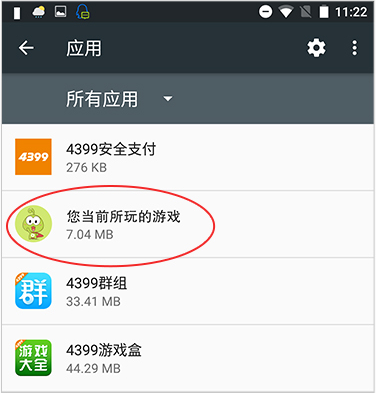 11:22
应用
所有应用
4399
4399安全支付
276 KB
您当前所玩的游戏
7.04 MB
群
4399群组
33.41 MB
游戏
大全
4399游戏盒
44.29 MB